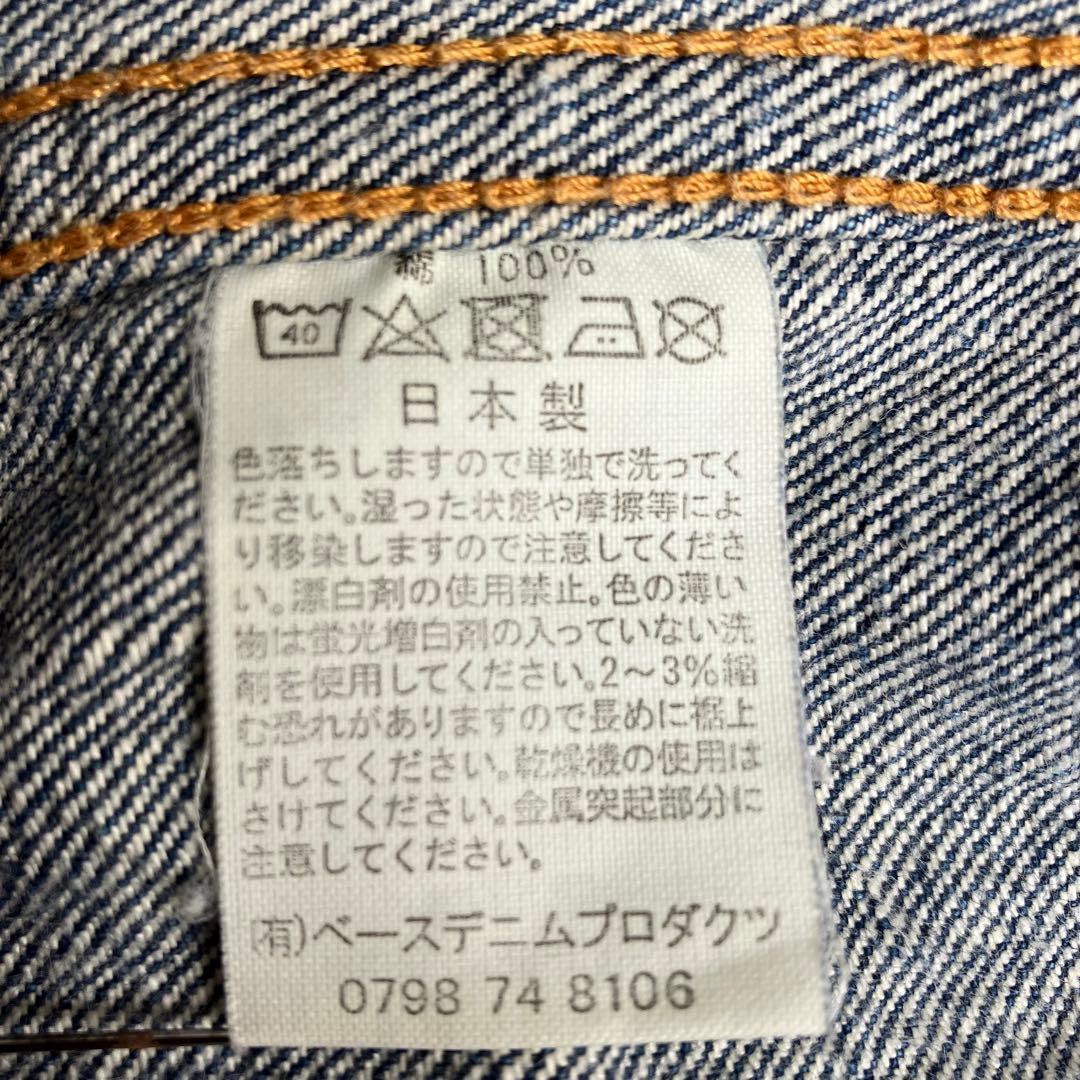 綿 100%
40
日本製
色落ちしますので単独で洗ってく
ださい。湿った状態や摩擦等によ
り移染しますので注意してくださ
い。漂白剤の使用禁止。色の薄い
物は蛍光増白剤の入っていない洗
剤を使用してください。2～3%縮
む恐れがありますので長めに裾上
げしてください。乾燥機の使用は
さけてください。金属突起部分に
注意してください。
(有)ベースデニムプロダクツ
0798 74 8106